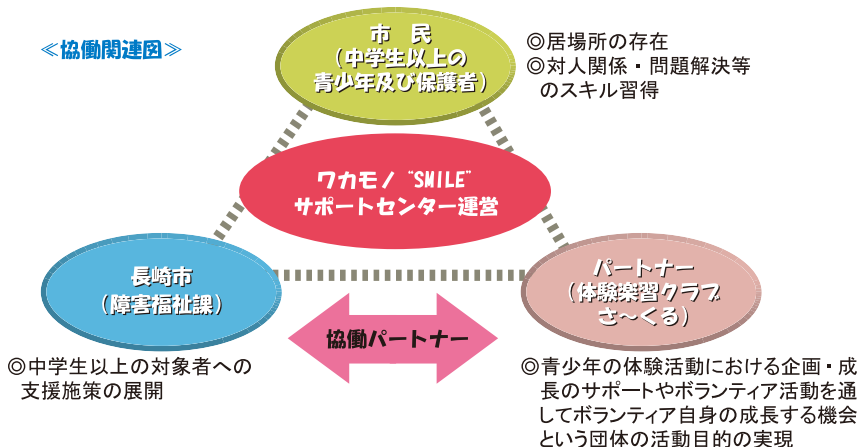 ≪協働関連図≫
市　民
（中学生以上の
青少年及び保護者）
◎居場所の存在
◎対人関係・問題解決等
のスキル習得
ワカモノ “SMILE”
サポートセンター運営
長崎市
（障害福祉課）
パートナー
（体験楽習クラブ
さ～くる）
協働パートナー
◎中学生以上の対象者への
支援施策の展開
◎青少年の体験活動における企画・成
長のサポートやボランティア活動を通
してボランティア自身の成長する機会
という団体の活動目的の実現